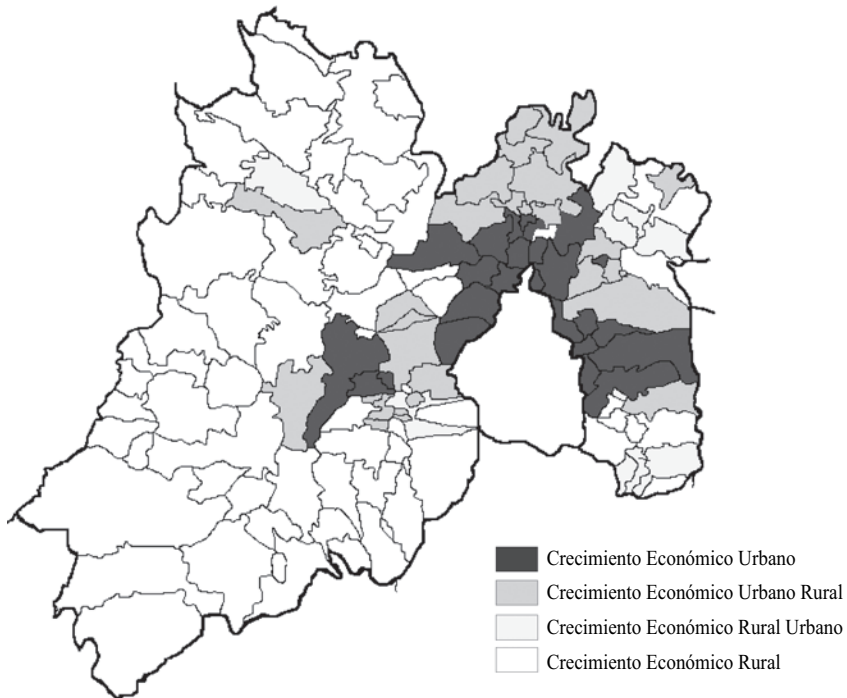 Crecimiento Económico Urbano
Crecimiento Económico Urbano Rural
Crecimiento Económico Rural Urbano
Crecimiento Económico Rural